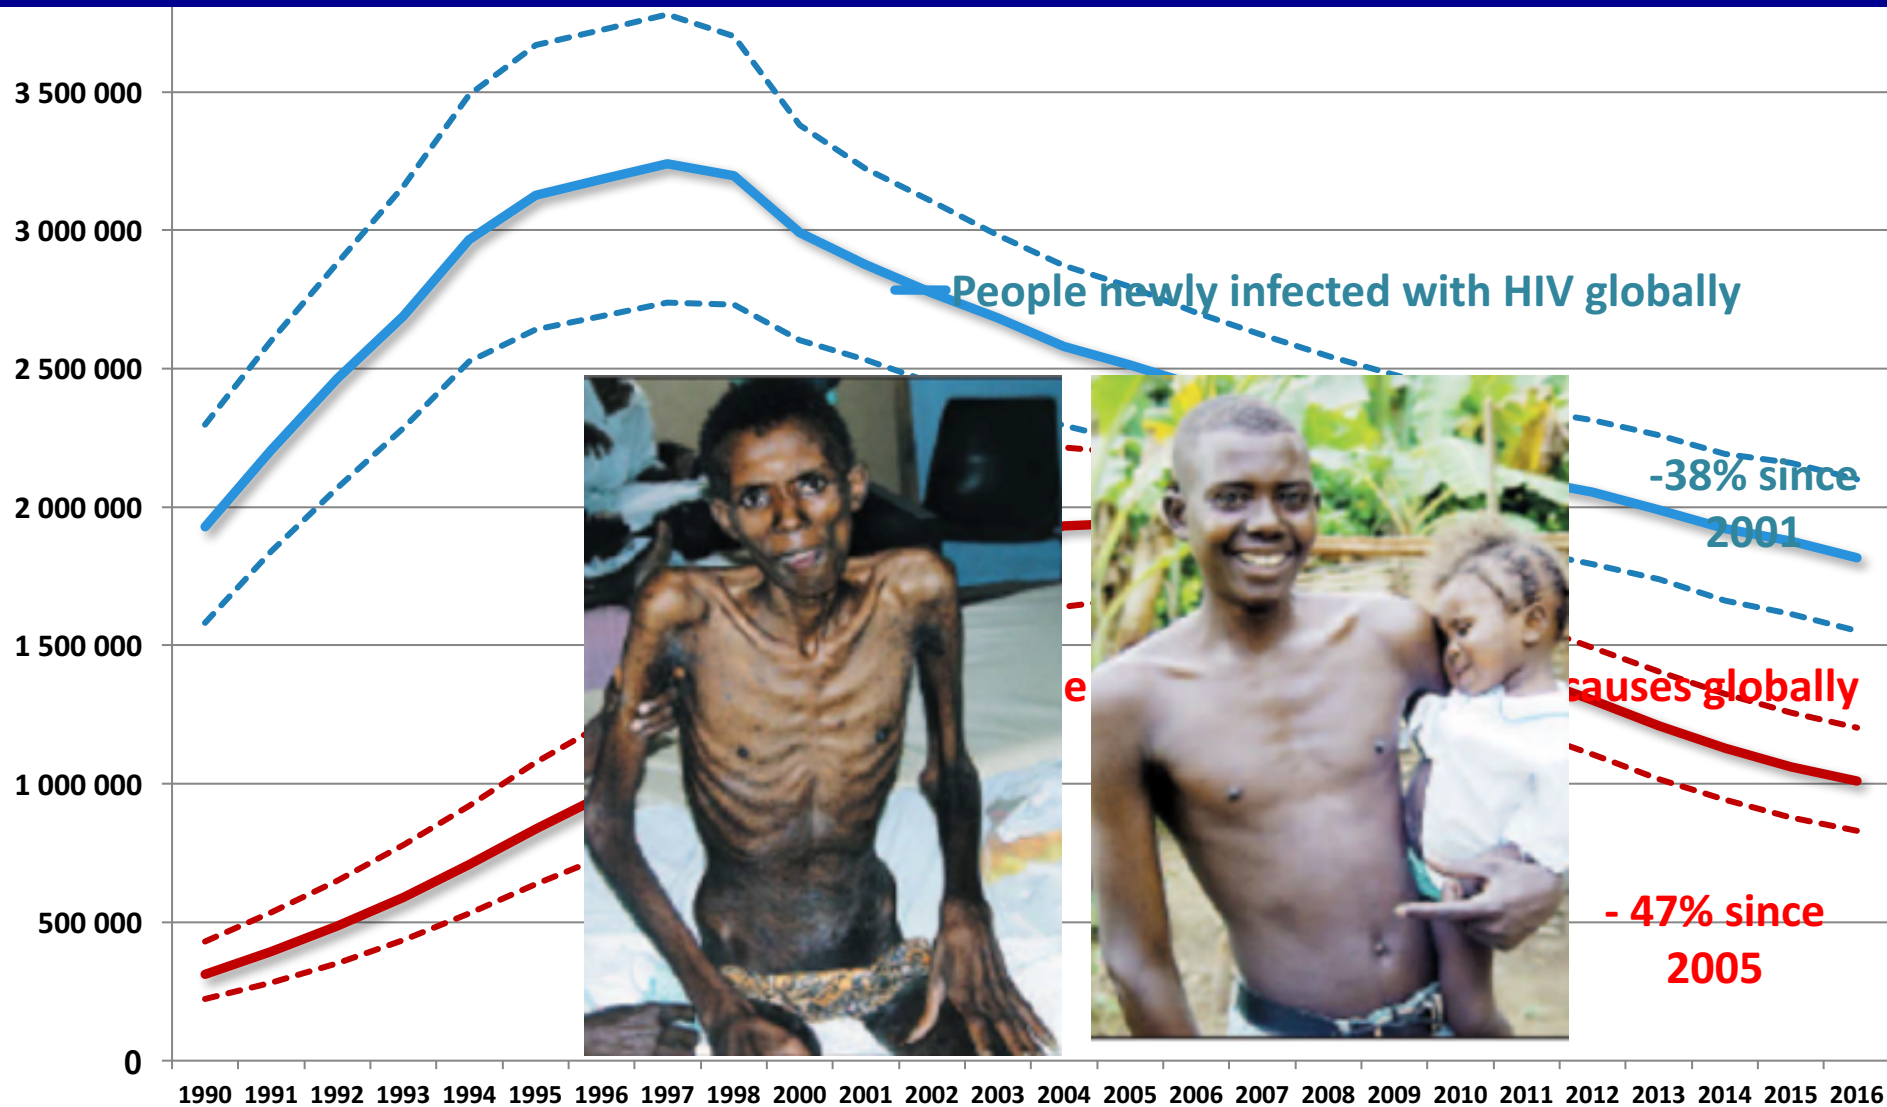 3 500 000
3 000 000
People newly infected with HIV globally
2 500 000
-38% since
2001
2 000 000
1 500 000
causes globally
1 000 000
500 000
- 47% since
2005
0
1990 1991 1992 1993 1994 1995 1996 1997 1998 2000 2001 2002 2003 2004 2005 2006 2007 2008 2009 2010 2011 2012 2013 2014 2015 2016